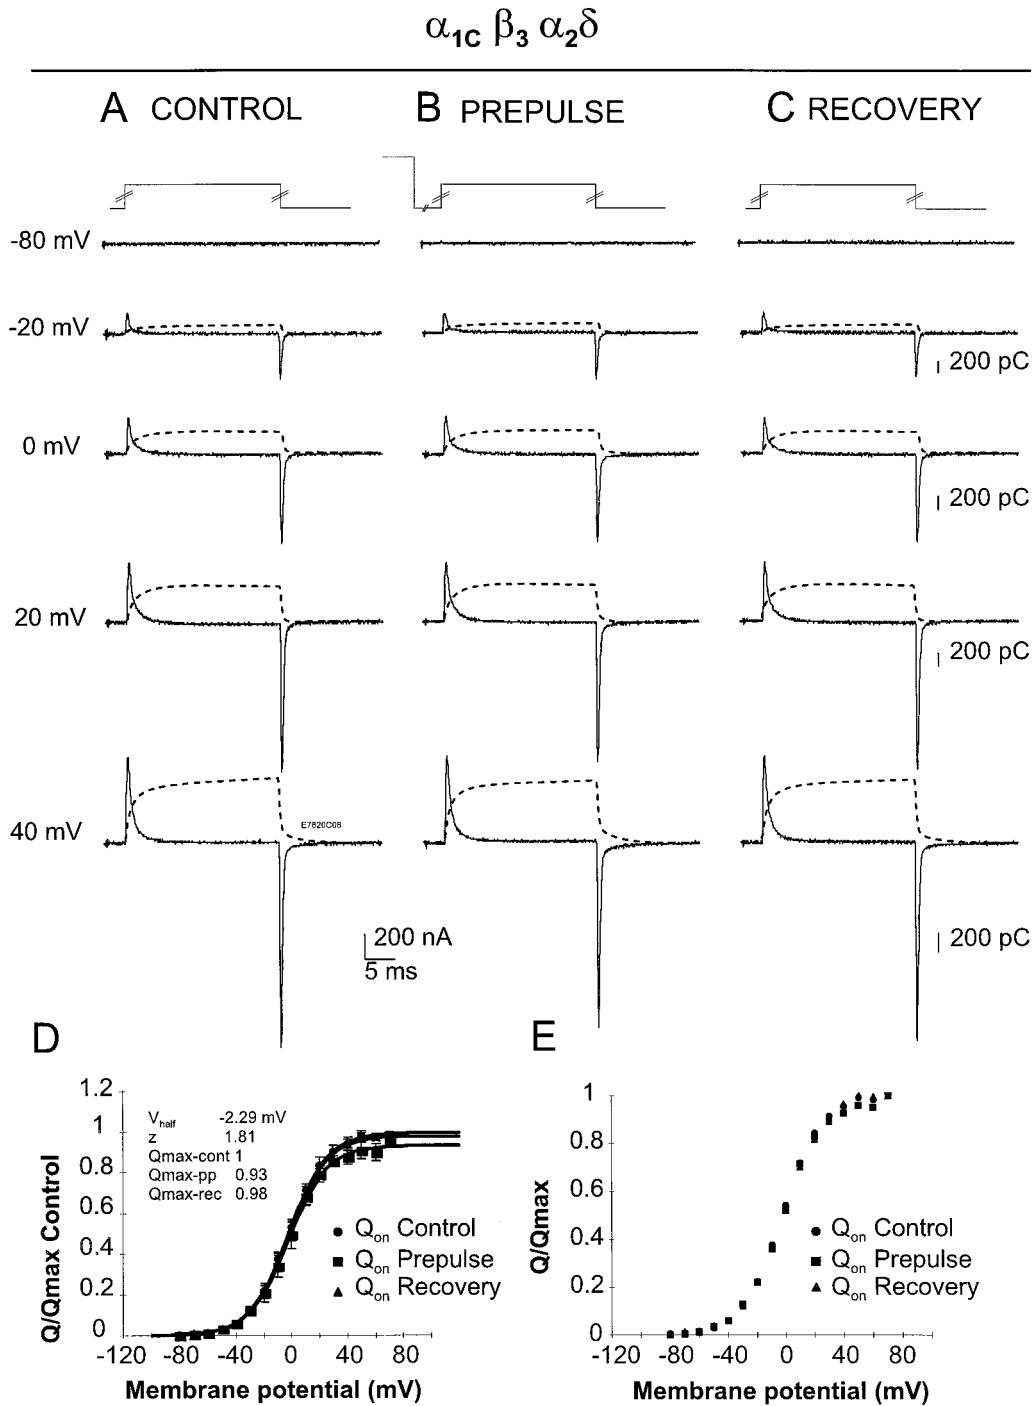 α1C β3 α2δ
A CONTROL
B PREPULSE
C RECOVERY
-80 mV
-20 mV
200 pC
0 mV
200 pC
20 mV
200 pC
40 mV
E7820C08
200 nA
5 ms
200 pC
D
1.2
1
0.8
0.6
0.4
0.2
0
-120 -80 -40 0 40 80
Q/Qmax Control
Membrane potential (mV)
Vhalf -2.29 mV
z 1.81
Qmax-cont 1
Qmax-pp 0.93
Qmax-rec 0.98
Qon Control
Qon Prepulse
Qon Recovery
E
1
0.8
0.6
0.4
0.2
0
-120 -80 -40 0 40 80
Q/Qmax
Membrane potential (mV)
Qon Control
Qon Prepulse
Qon Recovery